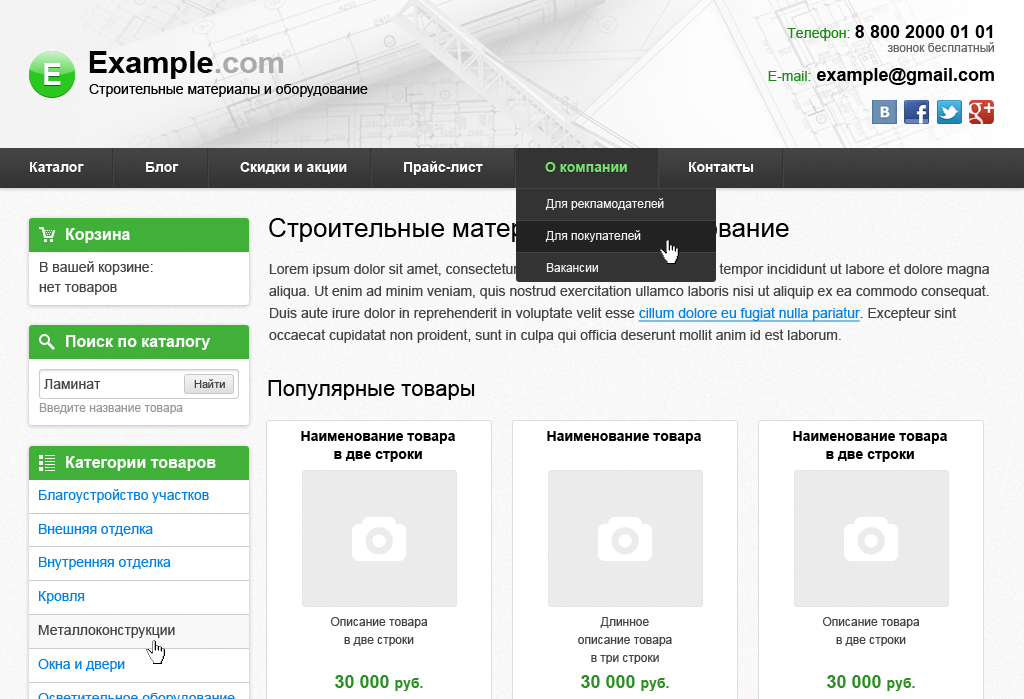 E
Example.com
Строительные материалы и оборудование
Телефон: 8 800 2000 01 01
звонок бесплатный
E-mail: example@gmail.com
B f g+
Каталог Блог Скидки и акции Прайс-лист О компании Контакты
Для рекламодателей
Для покупателей
Вакансии
Корзина
В вашей корзине:
нет товаров
Поиск по каталогу
Ламинат Найти
Введите название товара
Категории товаров
Благоустройство участков
Внешняя отделка
Внутренняя отделка
Кровля
Металлоконструкции
Окна и двери
Осветительное оборудование
Строительные мате вание
Lorem ipsum dolor sit amet, consectetur tempor incididunt ut labore et dolore magna
aliqua. Ut enim ad minim veniam, quis nostrud exercitation ullamco laboris nisi ut aliquip ex ea commodo consequat.
Duis aute irure dolor in reprehenderit in voluptate velit esse cillum dolore eu fugiat nulla pariatur. Excepteur sint
occaecat cupidatat non proident, sunt in culpa qui officia deserunt mollit anim id est laborum.
Популярные товары
Наименование товара
в две строки
Описание товара
в две строки
30 000 руб.
Наименование товара
Длинное
описание товара
в три строки
30 000 руб.
Наименование товара
в две строки
Описание товара
в две строки
30 000 руб.